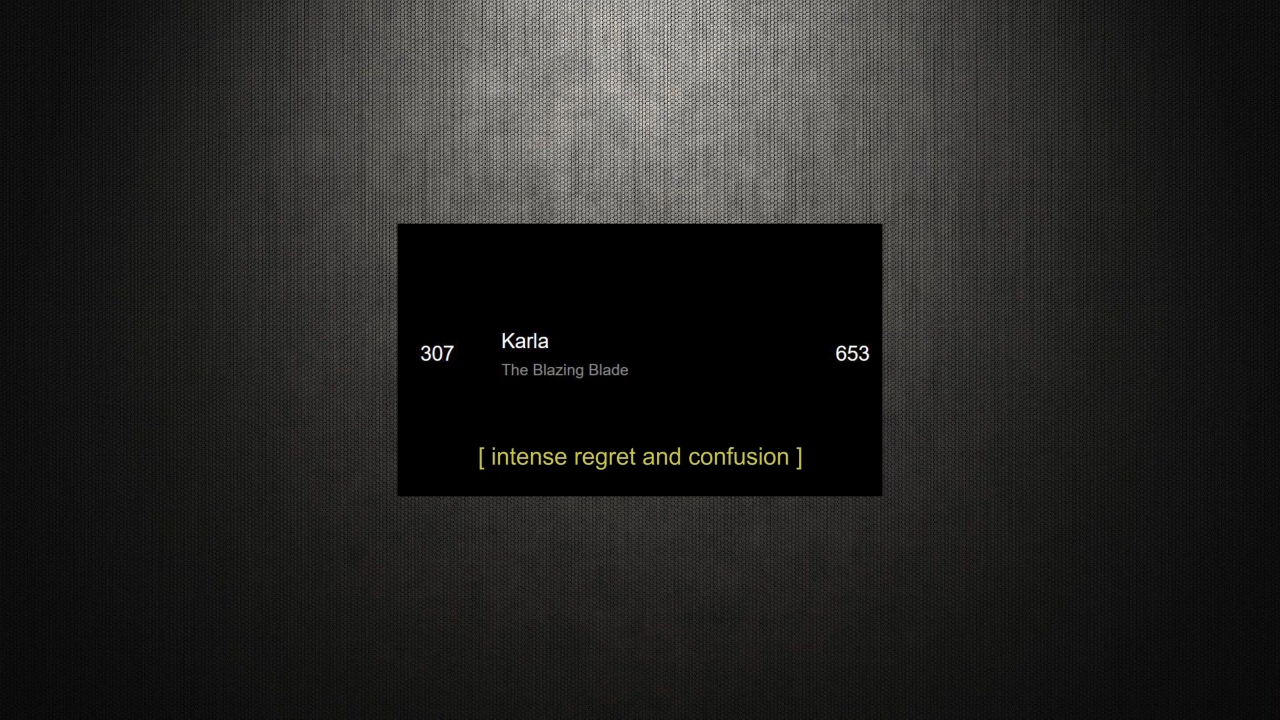 307 Karla 653
The Blazing Blade
[ intense regret and confusion ]